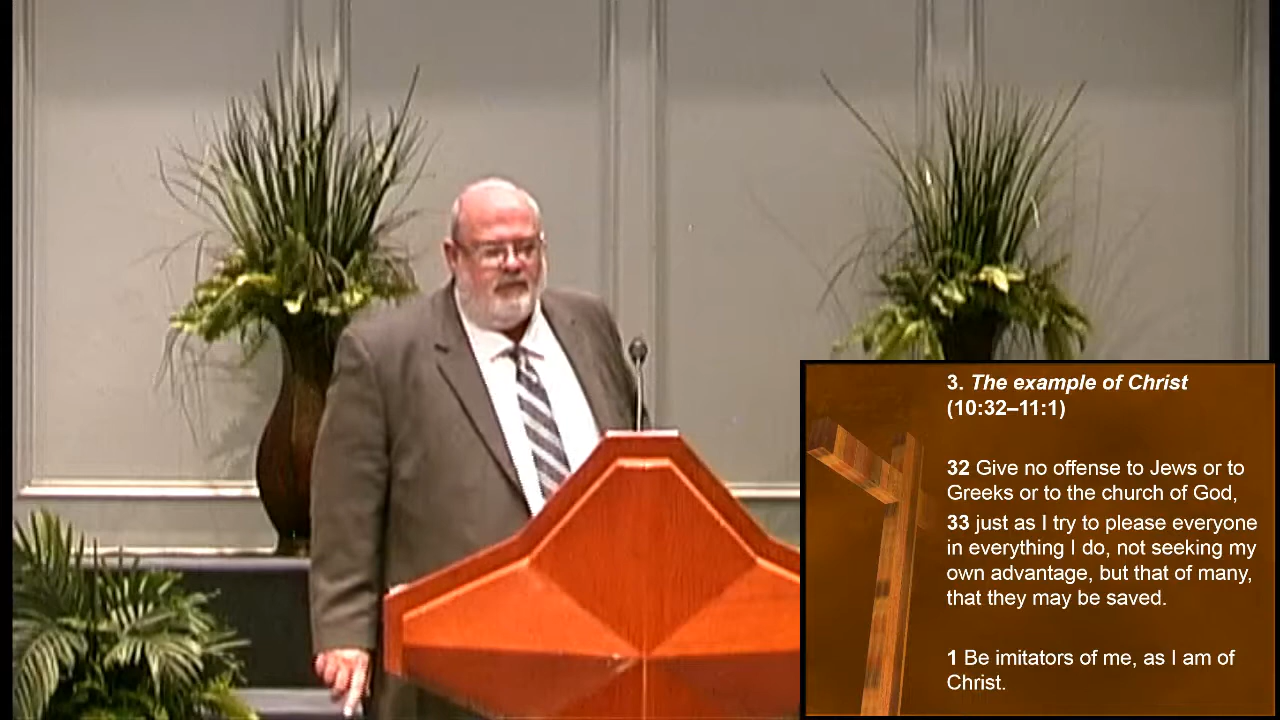 3. The example of Christ
(10:32–11:1)
32 Give no offense to Jews or to
Greeks or to the church of God,
33 just as I try to please everyone
in everything I do, not seeking my
own advantage, but that of many,
that they may be saved.
1 Be imitators of me, as I am of
Christ.